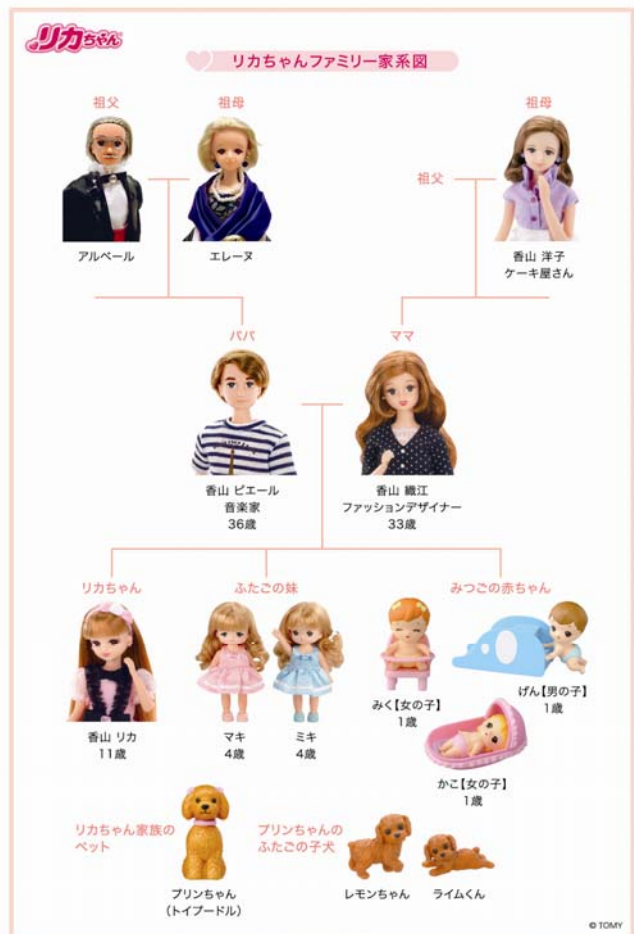 リカちゃん
リカちゃんファミリー家系図
祖父
祖母
祖母
祖父
アルベール
エレーヌ
香山 洋子
ケーキ屋さん
パパ
ママ
香山 ピエール
音楽家
36歳
香山 織江
ファッションデザイナー
33歳
リカちゃん
ふたごの妹
みつごの赤ちゃん
香山 リカ
11歳
マキ
4歳
ミキ
4歳
みく【女の子】
1歳
げん【男の子】
1歳
かこ【女の子】
1歳
リカちゃん家族の
ペット
プリンちゃん
（トイプードル）
プリンちゃんの
ふたごの子犬
レモンちゃん
ライムくん
© TOMY